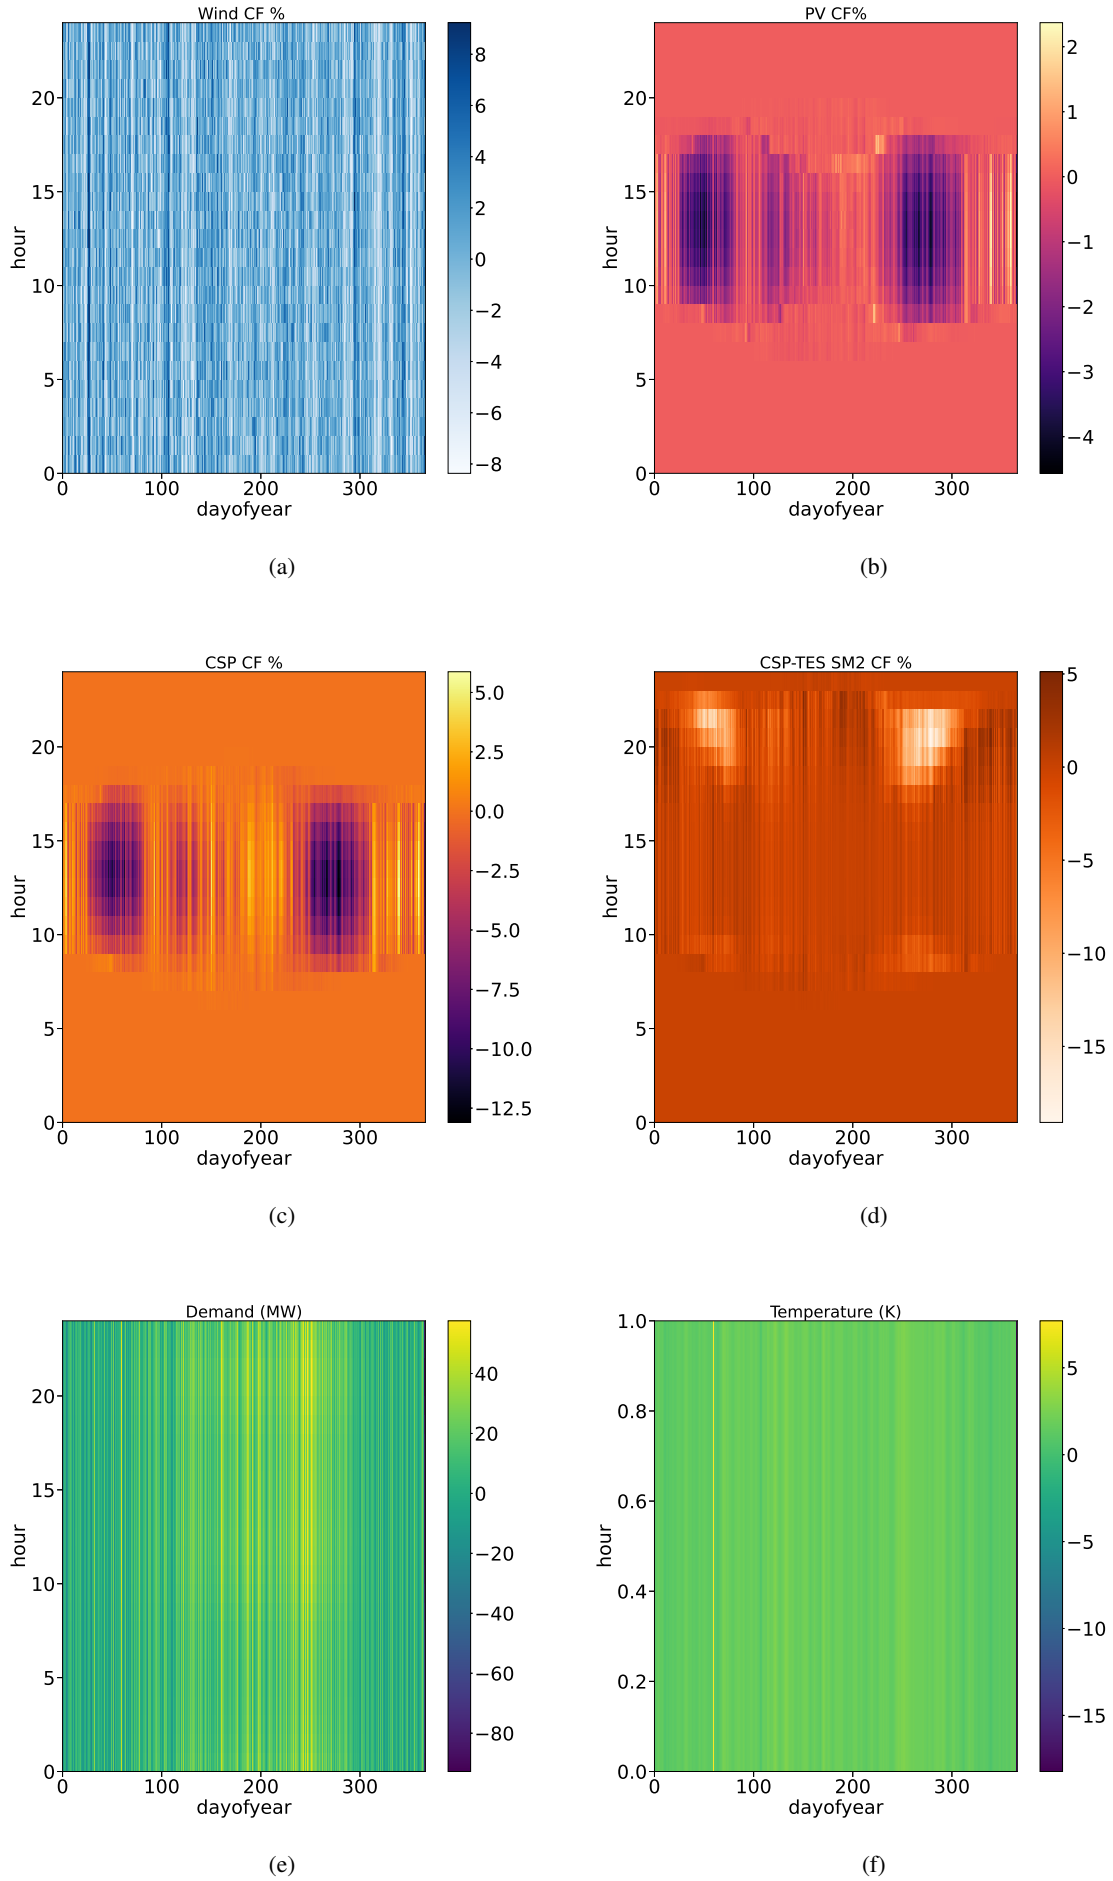 Wind CF %
20
15
10
5
0
hour
0 100 200 300
dayofyear
8
6
4
2
0
−2
−4
−6
−8
(a)
PV CF%
20
15
10
5
0
hour
0 100 200 300
dayofyear
2
1
0
−1
−2
−3
−4
(b)
CSP CF %
20
15
10
5
0
hour
0 100 200 300
dayofyear
5.0
2.5
0.0
−2.5
−5.0
−7.5
−10.0
−12.5
(c)
CSP-TES SM2 CF %
20
15
10
5
0
hour
0 100 200 300
dayofyear
5
0
−5
−10
−15
(d)
Demand (MW)
20
15
10
5
0
hour
0 100 200 300
dayofyear
40
20
0
−20
−40
−60
−80
(e)
Temperature (K)
1.0
0.8
0.6
0.4
0.2
0.0
hour
0 100 200 300
dayofyear
5
0
−5
−10
−15
(f)